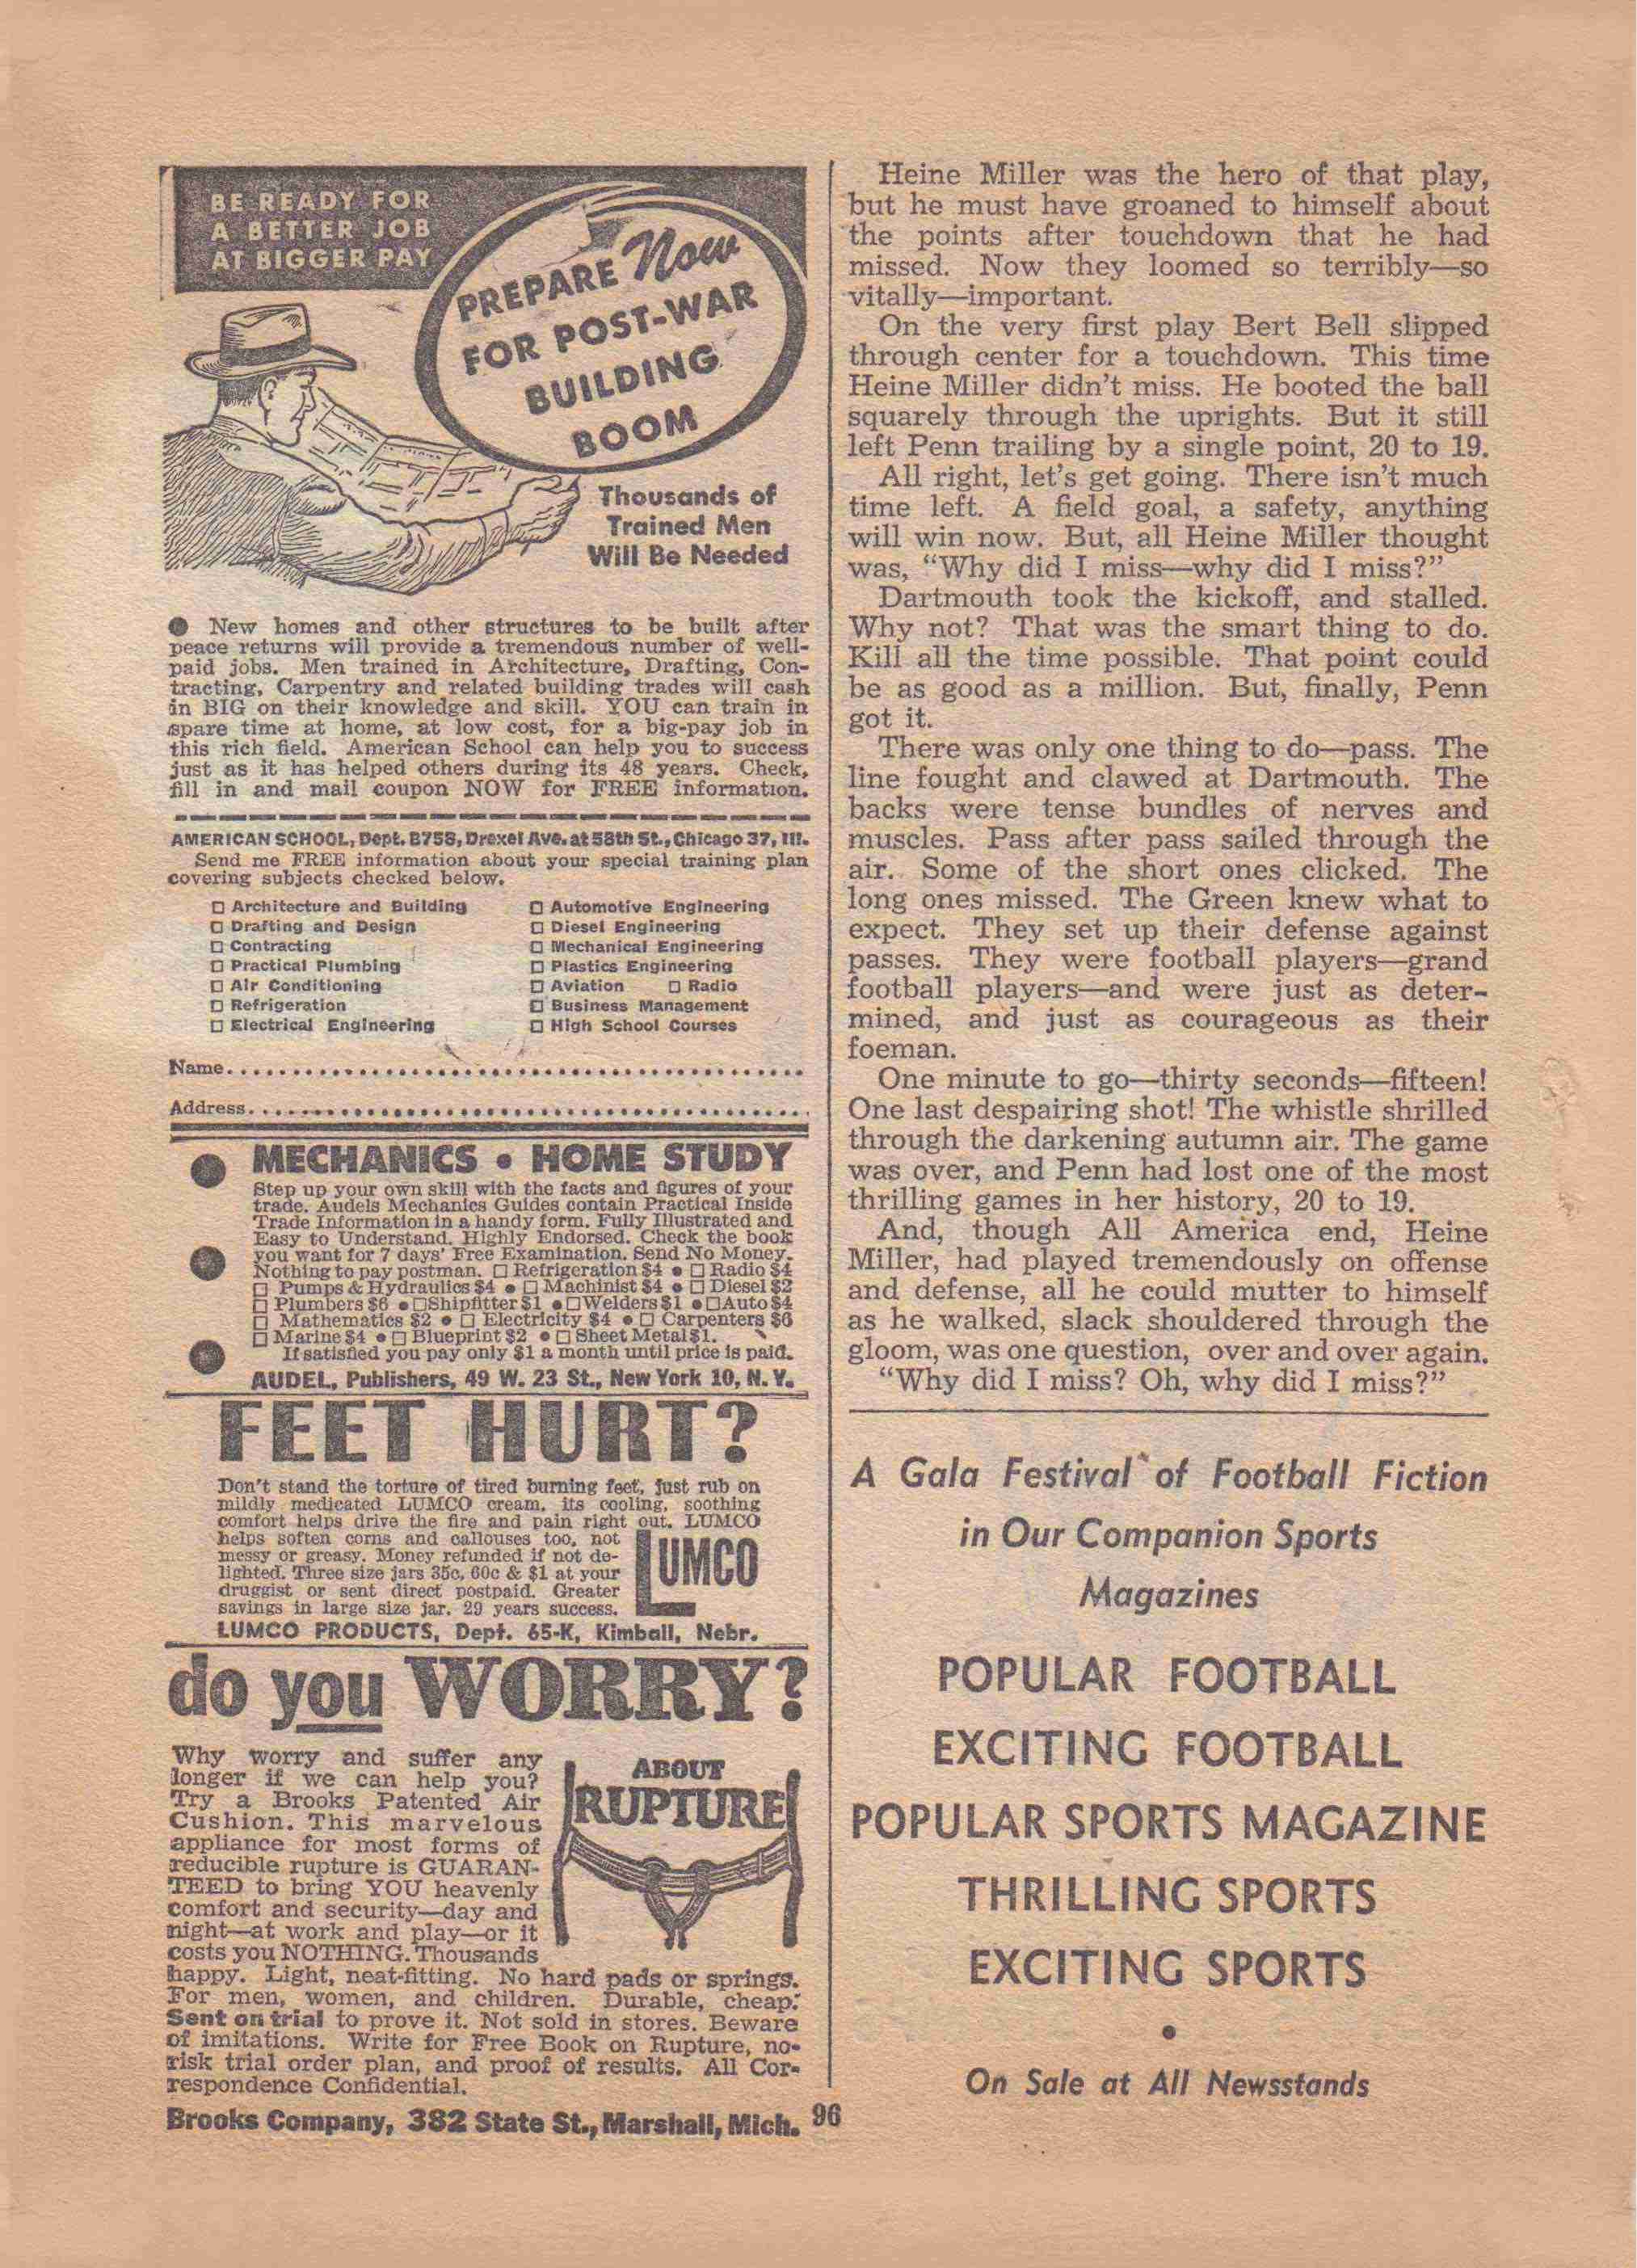 BE READY FOR
A BETTER JOB
AT BIGGER PAY
PREPARE Now
FOR POST-WAR
BUILDING
BOOM
Thousands of
Trained Men
Will Be Needed
● New homes and other structures to be built after
peace returns will provide a tremendous number of well-
paid jobs. Men trained in Architecture, Drafting, Con-
tracting, Carpentry and related building trades will cash
in BIG on their knowledge and skill. YOU can train in
spare time at home, at low cost, for a big-pay job in
this rich field. American School can help you to success
just as it has helped others during its 48 years. Check,
fill in and mail coupon NOW for FREE information.
AMERICAN SCHOOL, Dept. B758, Drexel Ave. at 58th St., Chicago 37, Ill.
Send me FREE information about your special training plan
covering subjects checked below.
☐ Architecture and Building ☐ Automotive Engineering
☐ Drafting and Design ☐ Diesel Engineering
☐ Contracting ☐ Mechanical Engineering
☐ Practical Plumbing ☐ Plastics Engineering
☐ Air Conditioning ☐ Aviation ☐ Radio
☐ Refrigeration ☐ Business Management
☐ Electrical Engineering ☐ High School Courses
Name
Address
MECHANICS • HOME STUDY
Step up your own skill with the facts and figures of your
trade. Audels Mechanics Guides contain Practical Inside
Trade Information in a handy form. Fully Illustrated and
Easy to Understand. Highly Endorsed. Check the book
you want for 7 days' Free Examination. Send No Money.
Nothing to pay postman. ☐ Refrigeration $4 • ☐ Radio $4
☐ Pumps & Hydraulics $4 • ☐ Machinist $4 • ☐ Diesel $2
☐ Plumbers $6 • ☐ Shipfitter $1 • ☐ Welders $1 • ☐ Auto $4
☐ Mathematics $2 • ☐ Electricity $4 • ☐ Carpenters $6
☐ Marine $4 • ☐ Blueprint $2 • ☐ Sheet Metal $1.
If satisfied you pay only $1 a month until price is paid.
AUDEL, Publishers, 49 W. 23 St., New York 10, N. Y.
FEET HURT?
Don't stand the torture of tired burning feet, just rub on
mildly medicated LUMCO cream, its cooling, soothing
comfort helps drive the fire and pain right out. LUMCO
helps soften corns and callouses too, not
messy or greasy. Money refunded if not de-
lighted. Three size jars 35c, 60c & $1 at your
druggist or sent direct postpaid. Greater
savings in large size jar. 29 years success.
LUMCO
LUMCO PRODUCTS, Dept. 65-K, Kimball, Nebr.
do you WORRY?
ABOUT
RUPTURE
Why worry and suffer any
longer if we can help you?
Try a Brooks Patented Air
Cushion. This marvelous
appliance for most forms of
reducible rupture is GUARAN-
TEED to bring YOU heavenly
comfort and security—day and
night—at work and play—or it
costs you NOTHING. Thousands
happy. Light, neat-fitting. No hard pads or springs.
For men, women, and children. Durable, cheap.
Sent on trial to prove it. Not sold in stores. Beware
of imitations. Write for Free Book on Rupture, no-
risk trial order plan, and proof of results. All Cor-
respondence Confidential.
Brooks Company, 382 State St., Marshall, Mich.
Heine Miller was the hero of that play,
but he must have groaned to himself about
the points after touchdown that he had
missed. Now they loomed so terribly—so
vitally—important.
On the very first play Bert Bell slipped
through center for a touchdown. This time
Heine Miller didn't miss. He booted the ball
squarely through the uprights. But it still
left Penn trailing by a single point, 20 to 19.
All right, let's get going. There isn't much
time left. A field goal, a safety, anything
will win now. But, all Heine Miller thought
was, "Why did I miss—why did I miss?"
Dartmouth took the kickoff, and stalled.
Why not? That was the smart thing to do.
Kill all the time possible. That point could
be as good as a million. But, finally, Penn
got it.
There was only one thing to do—pass. The
line fought and clawed at Dartmouth. The
backs were tense bundles of nerves and
muscles. Pass after pass sailed through the
air. Some of the short ones clicked. The
long ones missed. The Green knew what to
expect. They set up their defense against
passes. They were football players—grand
football players—and were just as deter-
mined, and just as courageous as their
foeman.
One minute to go—thirty seconds—fifteen!
One last despairing shot! The whistle shrilled
through the darkening autumn air. The game
was over, and Penn had lost one of the most
thrilling games in her history, 20 to 19.
And, though All America end, Heine
Miller, had played tremendously on offense
and defense, all he could mutter to himself
as he walked, slack shouldered through the
gloom, was one question, over and over again.
"Why did I miss? Oh, why did I miss?"
A Gala Festival of Football Fiction
in Our Companion Sports
Magazines
POPULAR FOOTBALL
EXCITING FOOTBALL
POPULAR SPORTS MAGAZINE
THRILLING SPORTS
EXCITING SPORTS
•
On Sale at All Newsstands
96